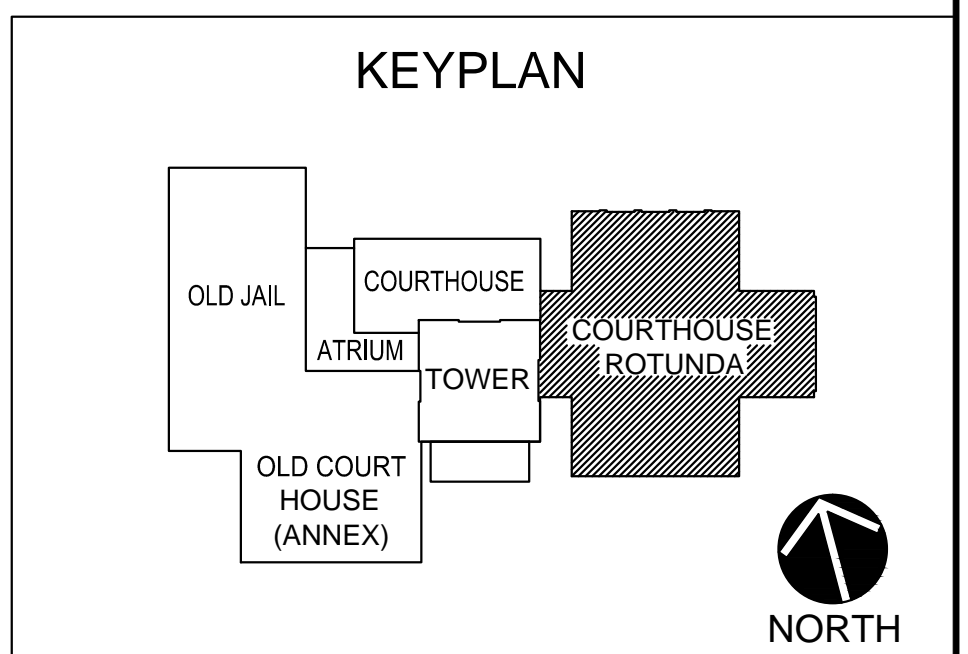 KEYPLAN
OLD JAIL
COURTHOUSE
ATRIUM
TOWER
COURTHOUSE
ROTUNDA
OLD COURT
HOUSE
(ANNEX)
NORTH